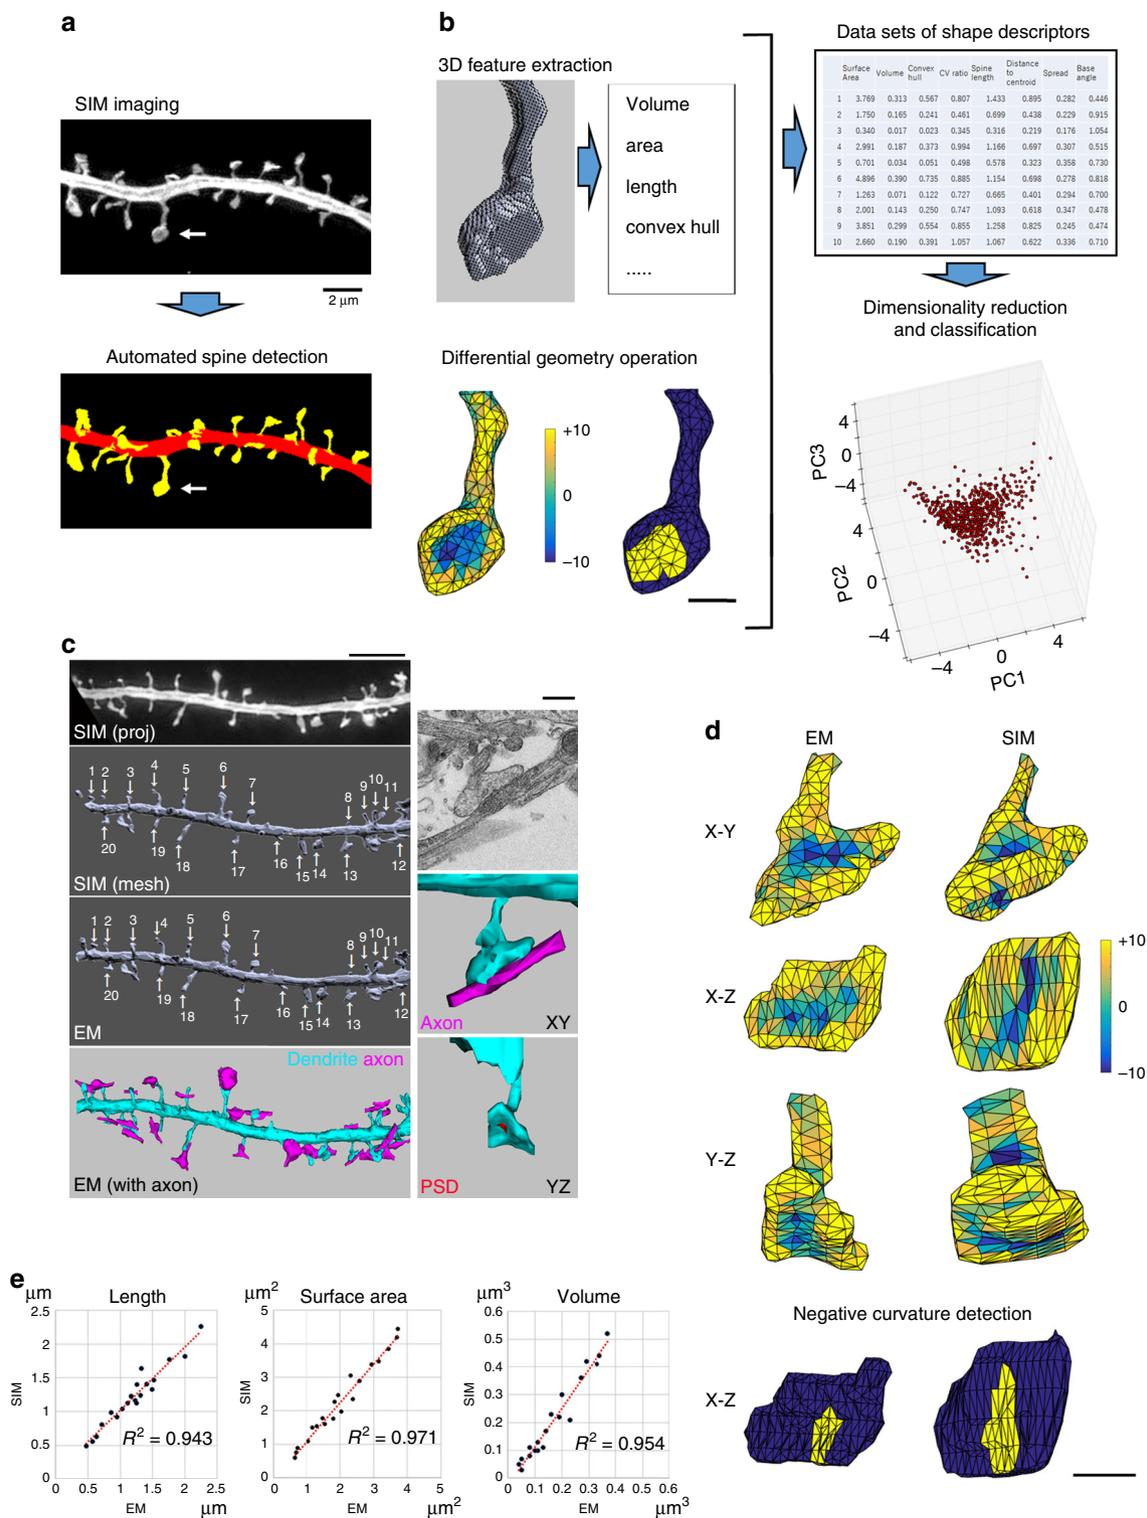 a
SIM imaging
2 μm
Automated spine detection
b
3D feature extraction
Volume
area
length
convex hull
.....
Differential geometry operation
+10
0
−10
Data sets of shape descriptors
Surface Area Volume Convex hull CV ratio Spine length Distance to centroid Spread Base angle
1 3.769 0.313 0.567 0.807 1.433 0.895 0.282 0.446
2 1.750 0.165 0.241 0.461 0.699 0.438 0.229 0.915
3 0.340 0.017 0.023 0.345 0.316 0.219 0.176 1.054
4 2.991 0.187 0.373 0.994 1.166 0.697 0.307 0.515
5 0.701 0.034 0.051 0.498 0.578 0.323 0.358 0.730
6 4.896 0.390 0.735 0.885 1.154 0.698 0.278 0.818
7 1.263 0.071 0.122 0.727 0.665 0.401 0.294 0.700
8 2.001 0.143 0.250 0.747 1.093 0.618 0.347 0.478
9 3.851 0.299 0.554 0.855 1.258 0.825 0.245 0.474
10 2.660 0.190 0.391 1.057 1.067 0.622 0.336 0.710
Dimensionality reduction
and classification
4
0
−4
PC3
4
0
−4
PC2
−4
0
4
PC1
c
SIM (proj)
1 2 3 4 5 6 7 8 9 10 11
20 19 18 17 16 15 14 13 12
SIM (mesh)
1 2 3 4 5 6 7 8 9 10 11
20 19 18 17 16 15 14 13 12
EM
Dendrite axon
EM (with axon)
Axon XY
PSD YZ
d
EM SIM
X-Y
X-Z
+10
0
−10
Y-Z
Negative curvature detection
X-Z
e
μm Length
2.5
2
1.5
1
0.5
0
SIM
R² = 0.943
0 0.5 1 1.5 2 2.5
EM μm
μm² Surface area
5
4
3
2
1
0
SIM
R² = 0.971
0 1 2 3 4 5
EM μm²
μm³ Volume
0.6
0.5
0.4
0.3
0.2
0.1
0
SIM
R² = 0.954
0 0.1 0.2 0.3 0.4 0.5 0.6
EM μm³